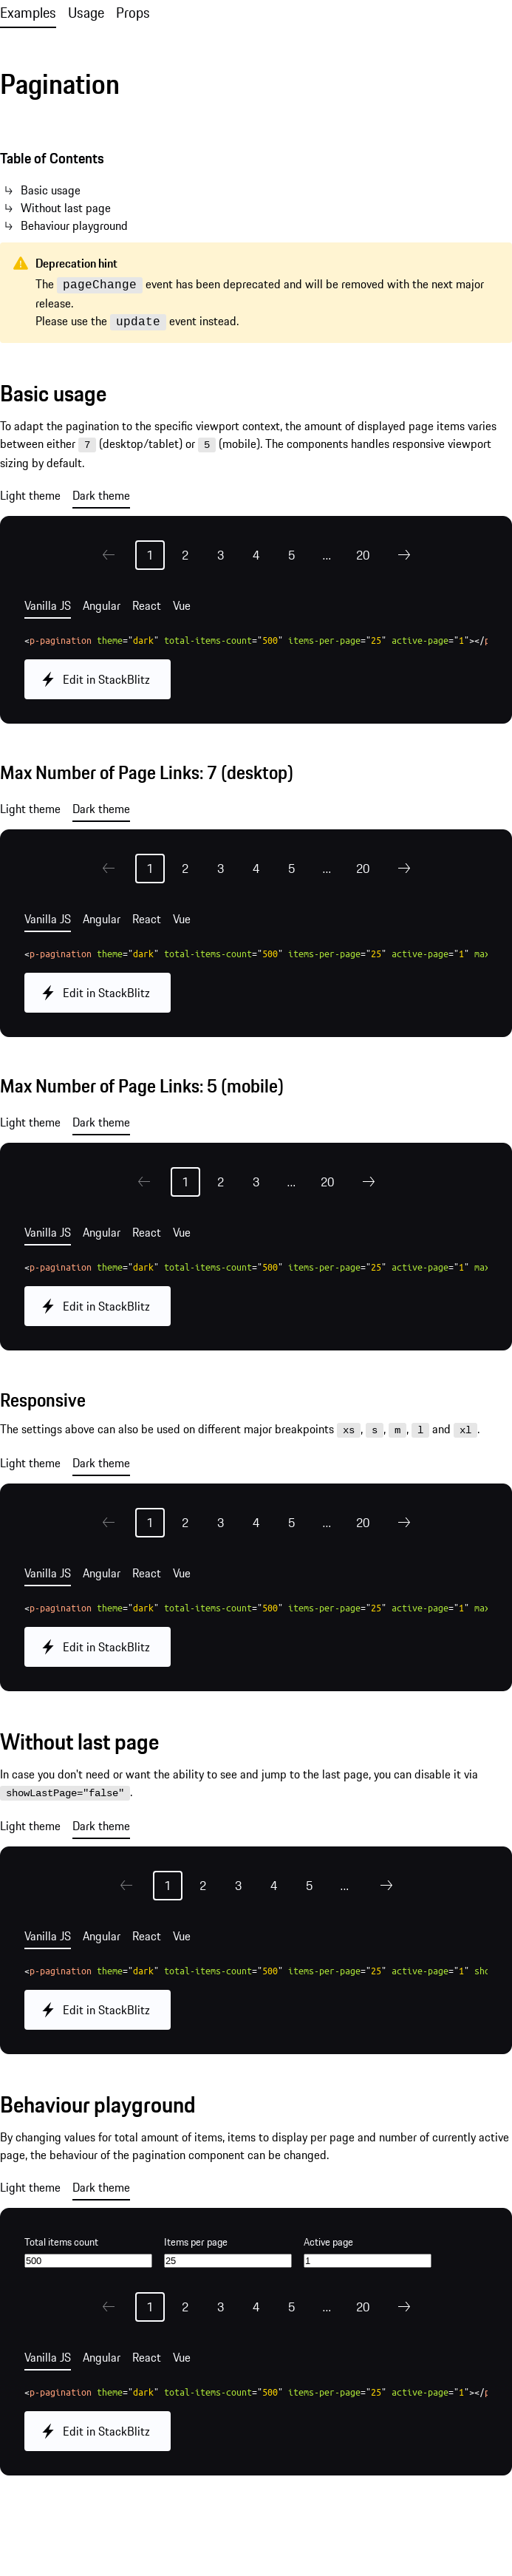 Examples Usage Props
Pagination
Table of Contents
Basic usage
Without last page
Behaviour playground
Deprecation hint
The pageChange event has been deprecated and will be removed with the next major
release.
Please use the update event instead.
Basic usage
To adapt the pagination to the specific viewport context, the amount of displayed page items varies
between either 7 (desktop/tablet) or 5 (mobile). The components handles responsive viewport
sizing by default.
Light theme Dark theme
1 2 3 4 5 ... 20
Vanilla JS Angular React Vue
<p-pagination theme="dark" total-items-count="500" items-per-page="25" active-page="1"></p
Edit in StackBlitz
Max Number of Page Links: 7 (desktop)
Light theme Dark theme
1 2 3 4 5 ... 20
Vanilla JS Angular React Vue
<p-pagination theme="dark" total-items-count="500" items-per-page="25" active-page="1" max
Edit in StackBlitz
Max Number of Page Links: 5 (mobile)
Light theme Dark theme
1 2 3 ... 20
Vanilla JS Angular React Vue
<p-pagination theme="dark" total-items-count="500" items-per-page="25" active-page="1" max
Edit in StackBlitz
Responsive
The settings above can also be used on different major breakpoints xs, s, m, l and xl.
Light theme Dark theme
1 2 3 4 5 ... 20
Vanilla JS Angular React Vue
<p-pagination theme="dark" total-items-count="500" items-per-page="25" active-page="1" max
Edit in StackBlitz
Without last page
In case you don't need or want the ability to see and jump to the last page, you can disable it via
showLastPage="false".
Light theme Dark theme
1 2 3 4 5 ...
Vanilla JS Angular React Vue
<p-pagination theme="dark" total-items-count="500" items-per-page="25" active-page="1" sho
Edit in StackBlitz
Behaviour playground
By changing values for total amount of items, items to display per page and number of currently active
page, the behaviour of the pagination component can be changed.
Light theme Dark theme
Total items count Items per page Active page
500 25 1
1 2 3 4 5 ... 20
Vanilla JS Angular React Vue
<p-pagination theme="dark" total-items-count="500" items-per-page="25" active-page="1"></p
Edit in StackBlitz